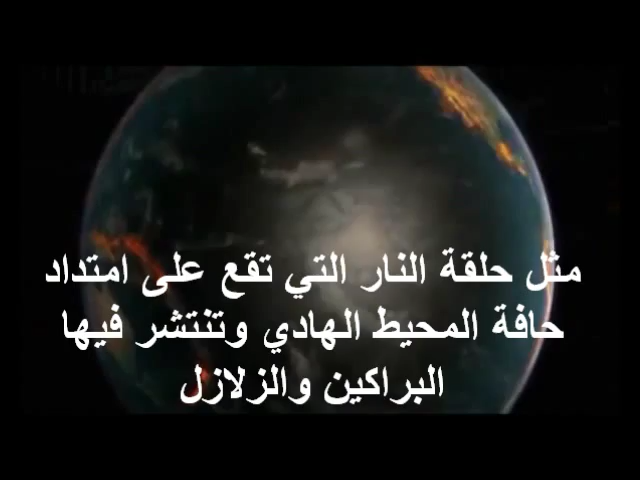 مثل حلقة النار التي تقع على امتداد
حافة المحيط الهادي وتنتشر فيها
البراكين والزلازل